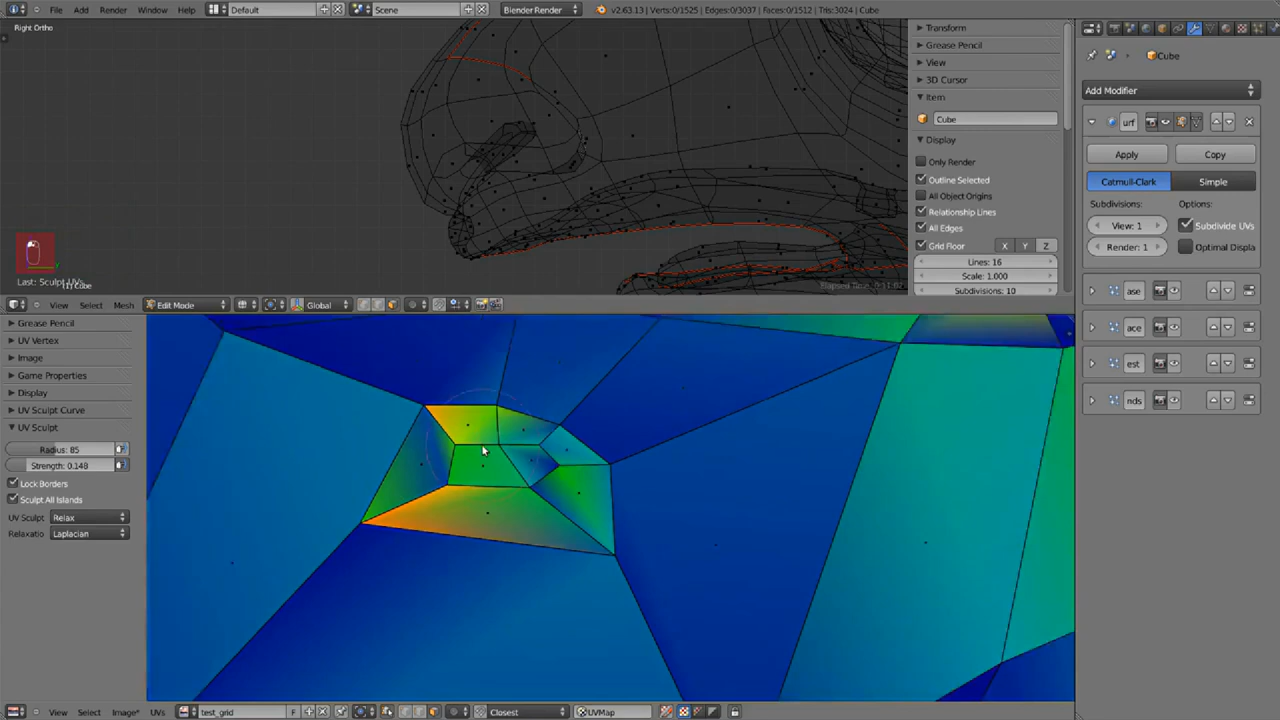 File Add Render Window Help Default Scene Blender Render v2.63.13 | Verts:0/1525 | Edges:0/3037 | Faces:0/1512 | Tris:3024 | Cube
Right Ortho
Transform
Grease Pencil
View
3D Cursor
Item
Cube
Display
Only Render
Outline Selected
All Object Origins
Relationship Lines
All Edges
Grid Floor X Y Z
Lines: 16
Scale: 1.000
Subdivisions: 10
Cube
Add Modifier
urf
Apply Copy
Catmull-Clark Simple
Subdivisions: Options:
View: 1 Subdivide UVs
Render: 1 Optimal Displa
ase
ace
est
nds
Last: Sculpt UVs
(1) Cube
View Select Mesh Edit Mode Global
Grease Pencil
UV Vertex
Image
Game Properties
Display
UV Sculpt Curve
UV Sculpt
Radius: 85
Strength: 0.148
Lock Borders
Sculpt All Islands
UV Sculpt Relax
Relaxatio Laplacian
View Select Image* UVs test_grid F Closest UVMap